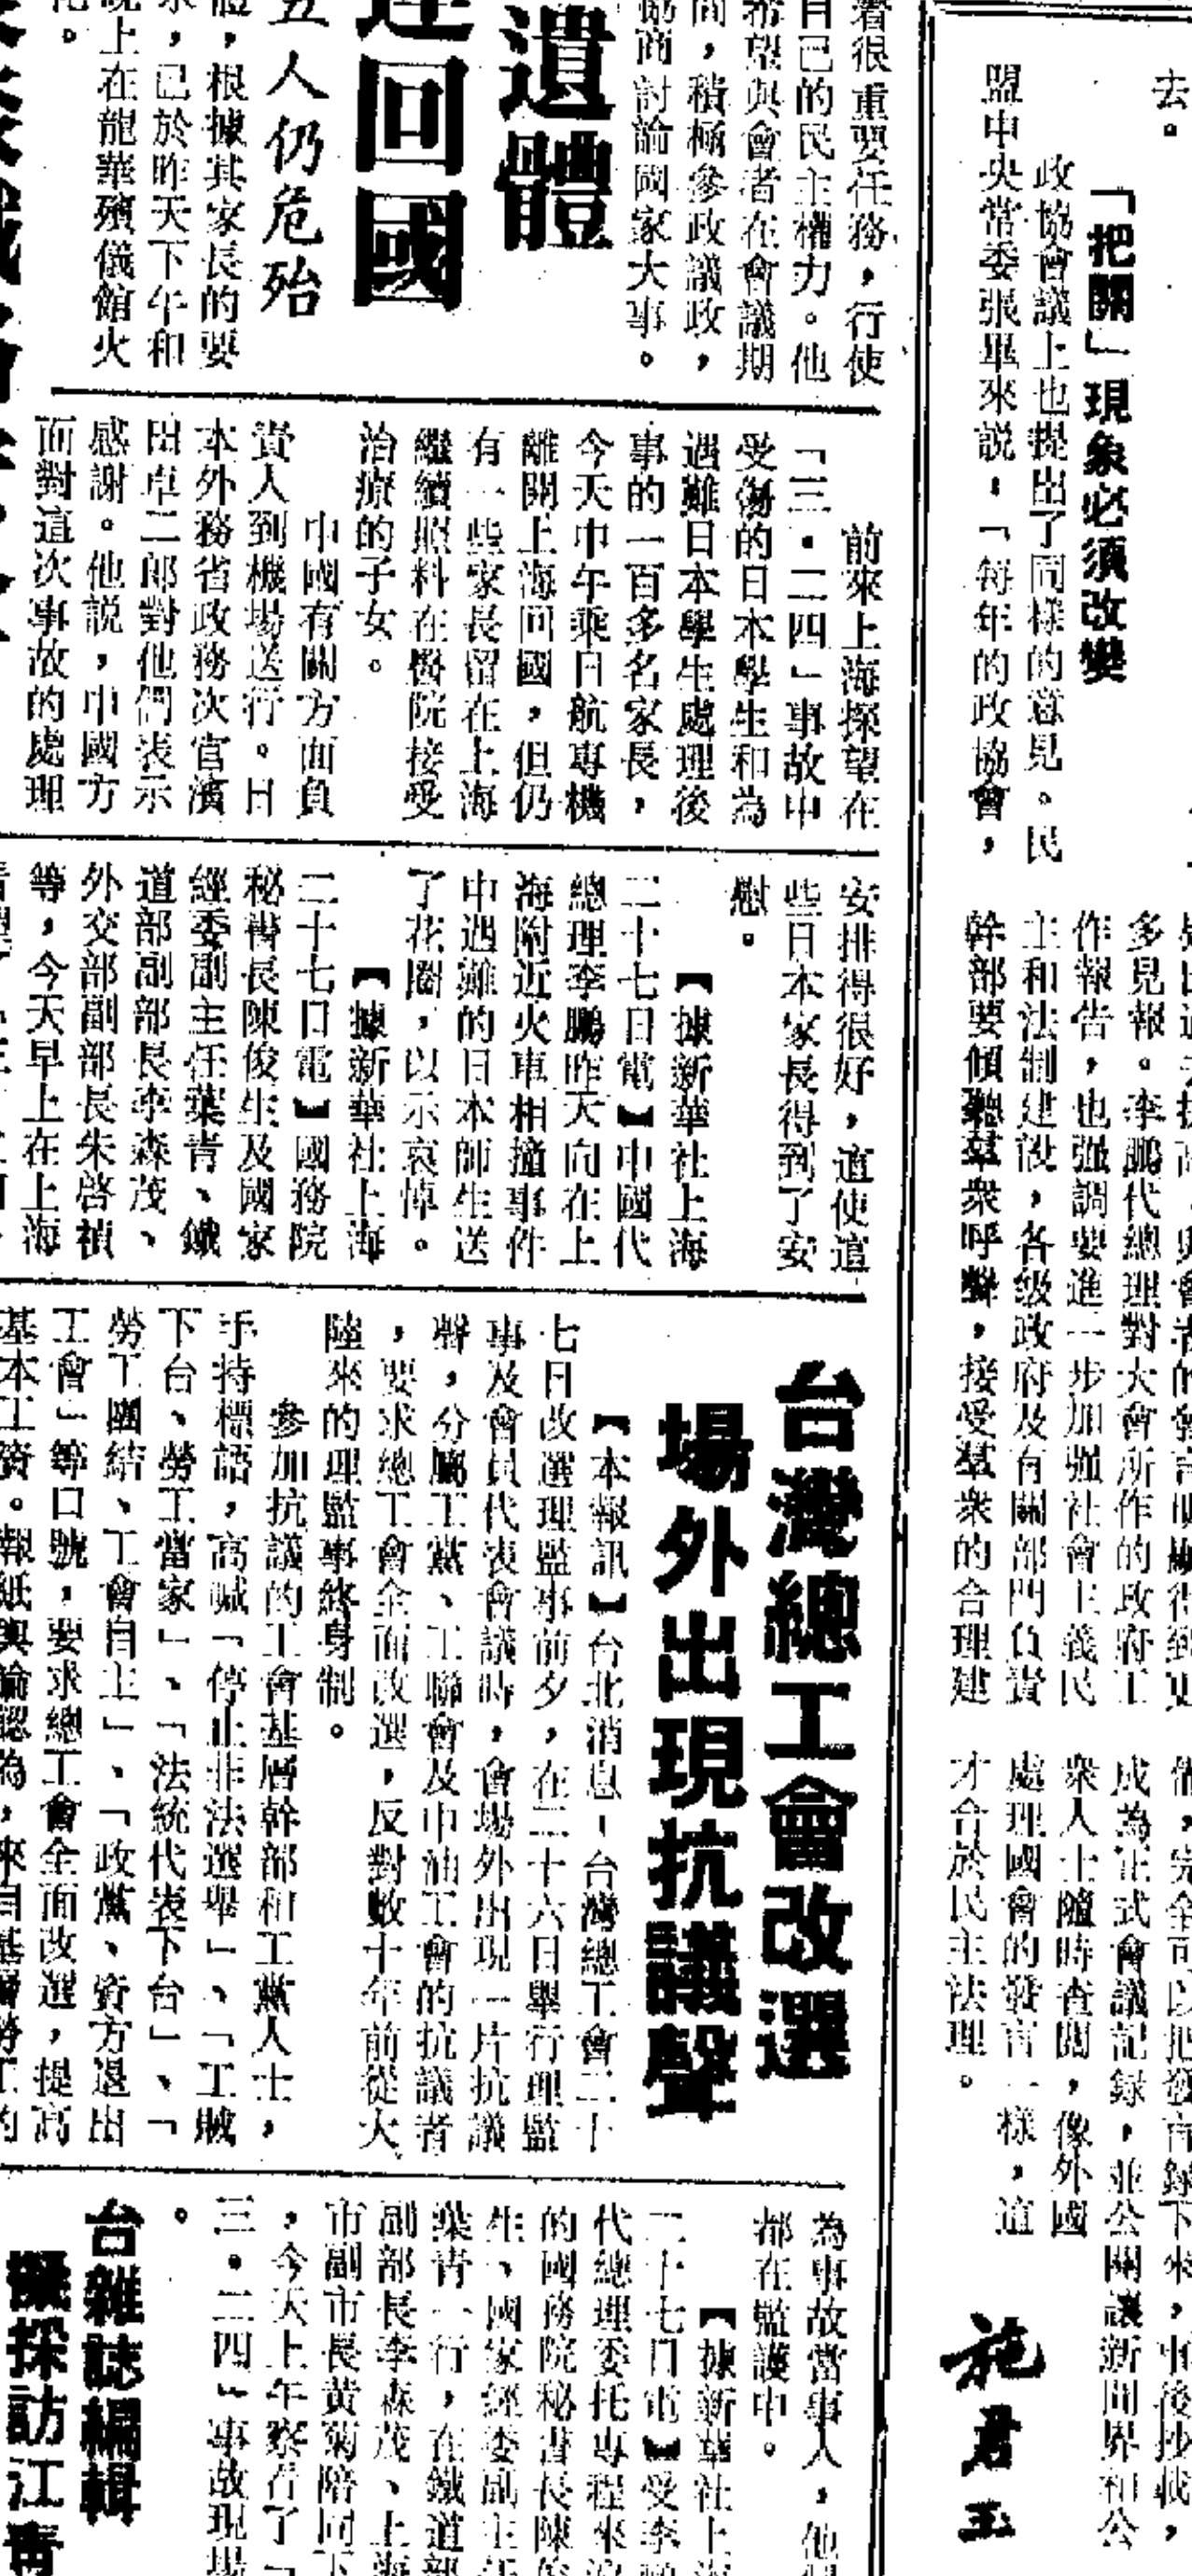 去。
「把關」現象必須改變
政協會議上也提出了同樣的意見。民
盟中央常委張畢來説，「每年的政協會，
多見報。李鵬代總理對大會所作的政府工
作報告，也强調要進一步加强社會主義民
主和法制建設，各級政府及有關部門負責
幹部要傾聽羣衆呼聲，接受羣衆的合理建
成為正式會議記録，並公開讓新聞界和公
衆人士隨時查閲，像外國
處理國會的發言一樣，這
才合於民主法理。
施君玉
着很重要任務，行使
自己的民主權力。他
希望與會者在會議期
間，積極參政議政，
協商討論國家大事。
遺體
運回國
五人仍危殆
體，根據其家長的要
求，已於昨天下午和
晚上在龍華殯儀館火
化。
前來上海探望在
「三・二四」事故中
受傷的日本學生和為
遇難日本學生處理後
事的一百多名家長，
今天中午乘日航專機
離開上海回國，但仍
有一些家長留在上海
繼續照料在醫院接受
治療的子女。
中國有關方面負
責人到機場送行。日
本外務省政務次官濱
田卓二郎對他們表示
感謝。他説，中國方
面對這次事故的處理
安排得很好，這使這
些日本家長得到了安
慰。
【據新華社上海
二十七日電】中國代
總理李鵬昨天向在上
海附近火車相撞事件
中遇難的日本師生送
了花圈，以示哀悼。
【據新華社上海
二十七日電】國務院
秘書長陳俊生及國家
經委副主任葉青、鐵
道部副部長李森茂、
外交部副部長朱啓禎
等，今天早上在上海
台灣總工會改選
場外出現抗議聲
【本報訊】台北消息－台灣總工會二十
七日改選理監事前夕，在二十六日舉行理監
事及會員代表會議時，會場外出現一片抗議
聲，分屬工黨、工聯會及中油工會的抗議者
，要求總工會全面改選，反對數十年前從大
陸來的理監事終身制。
參加抗議的工會基層幹部和工黨人士，
手持標語，高喊「停止非法選舉」、「工賊
下台、勞工當家」、「法統代表下台」、「
勞工團結、工會自主」、「政黨、資方退出
工會」等口號，要求總工會全面改選，提高
基本工資。報紙輿論認為，來自基層勞工的
為事故當事人，他
都在監護中。
【據新華社上海
二十七日電】受李鵬
代總理委托專程來滬
的國務院秘書長陳俊
生、國家經委副主任
葉青一行，在鐵道部
副部長李森茂、上海
市副市長黃菊陪同下
，今天上午察看了「
三・二四」事故現場
。
台雜誌編輯
擬採訪江青